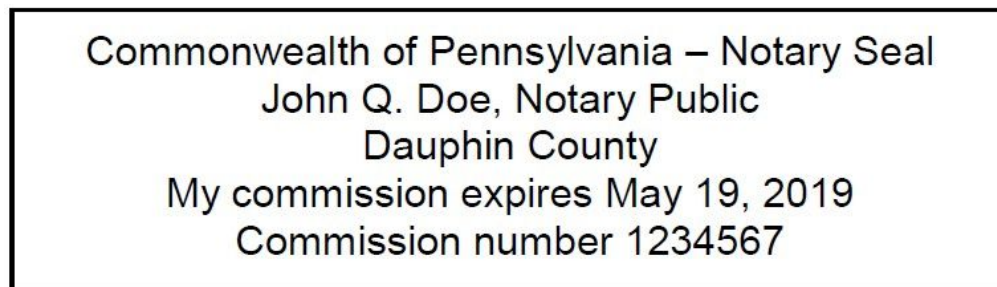 Commonwealth of Pennsylvania – Notary Seal
John Q. Doe, Notary Public
Dauphin County
My commission expires May 19, 2019
Commission number 1234567